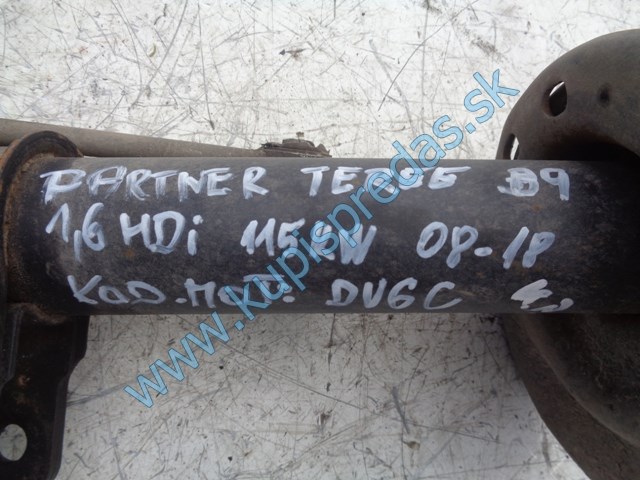 PARTNER TEPEE B9
1,6 HDi 115kW 08-18
KOD.MOT: DV6C
www.kupispredas.sk